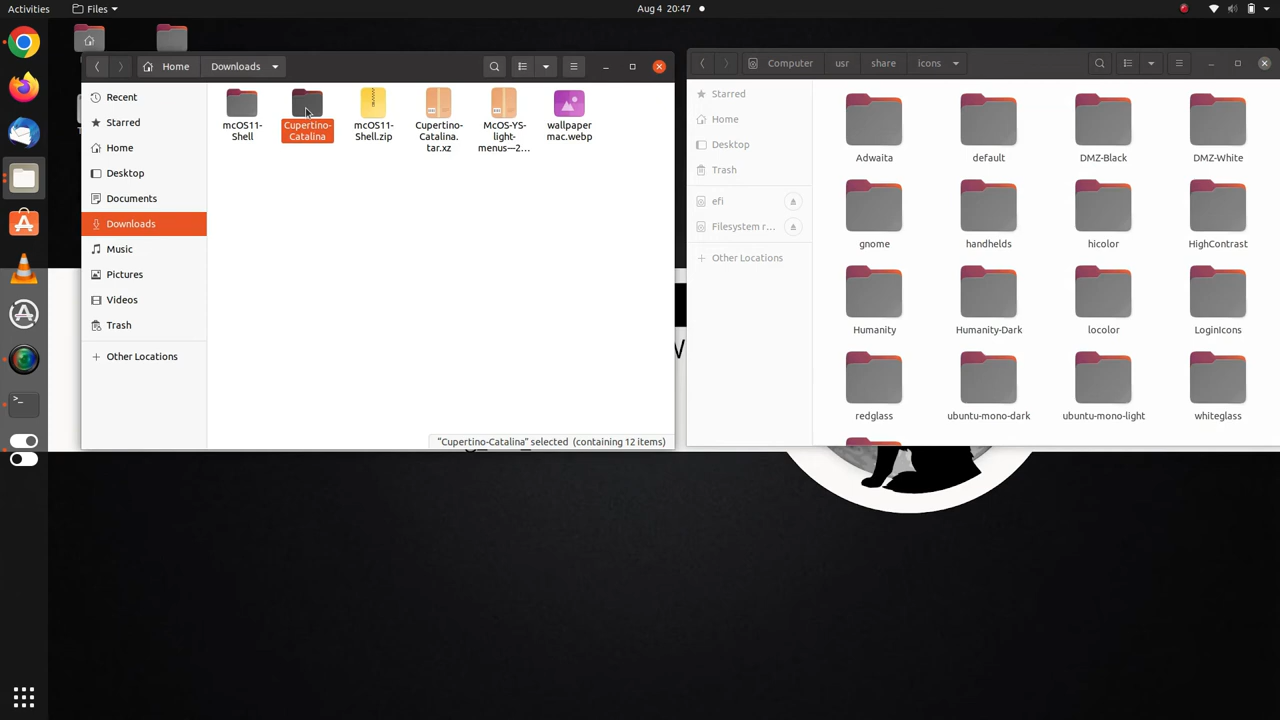 Activities
Files
Aug 4 20:47
Home
Downloads
Recent
Starred
Home
Desktop
Documents
Downloads
Music
Pictures
Videos
Trash
Other Locations
mcOS11-
Shell
Cupertino-
Catalina
mcOS11-
Shell.zip
Cupertino-
Catalina.
tar.xz
McOS-YS-
light-
menus—2...
wallpaper
mac.webp
"Cupertino-Catalina" selected (containing 12 items)
Computer
usr
share
icons
Starred
Home
Desktop
Trash
efi
Filesystem r...
Other Locations
Adwaita
default
DMZ-Black
DMZ-White
gnome
handhelds
hicolor
HighContrast
Humanity
Humanity-Dark
locolor
LoginIcons
redglass
ubuntu-mono-dark
ubuntu-mono-light
whiteglass